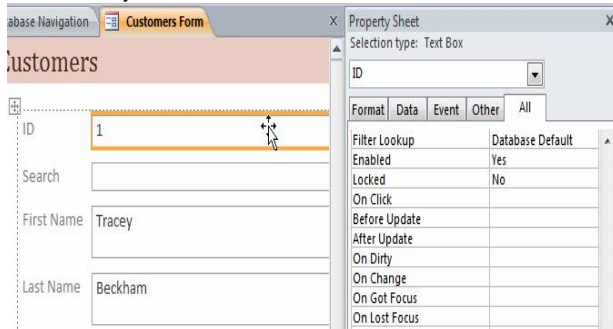 abase Navigation
Customers Form
X
Property Sheet
X
Selection type: Text Box
ID
Format Data Event Other All
ustomers
ID 1
Search
First Name Tracey
Last Name Beckham
Filter Lookup Database Default
Enabled Yes
Locked No
On Click
Before Update
After Update
On Dirty
On Change
On Got Focus
On Lost Focus